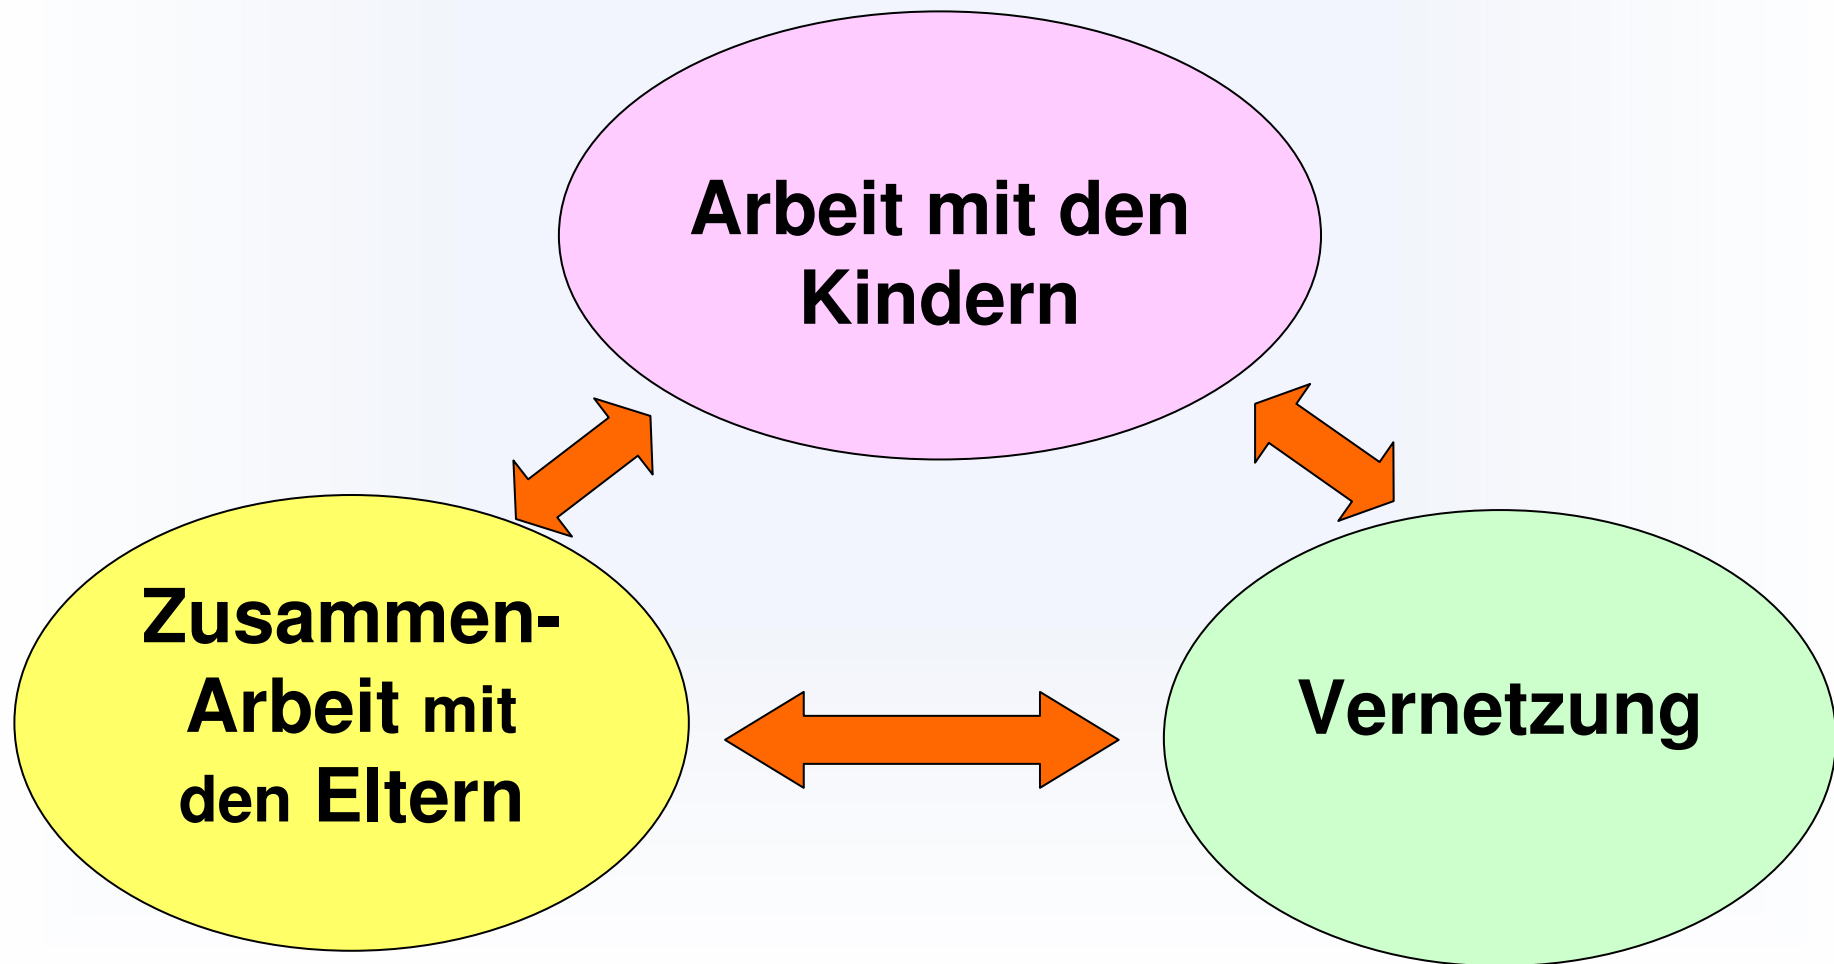 Arbeit mit den
Kindern
Zusammen-
Arbeit mit
den Eltern
Vernetzung